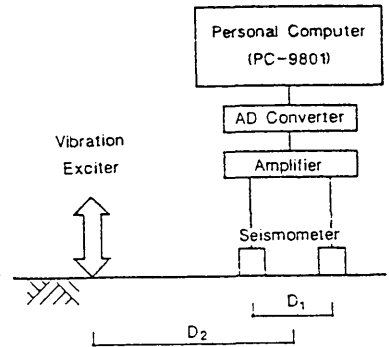 Personal Computer
(PC-9801)
AD Converter
Vibration
Exciter
Amplifier
Seismometer
D1
D2